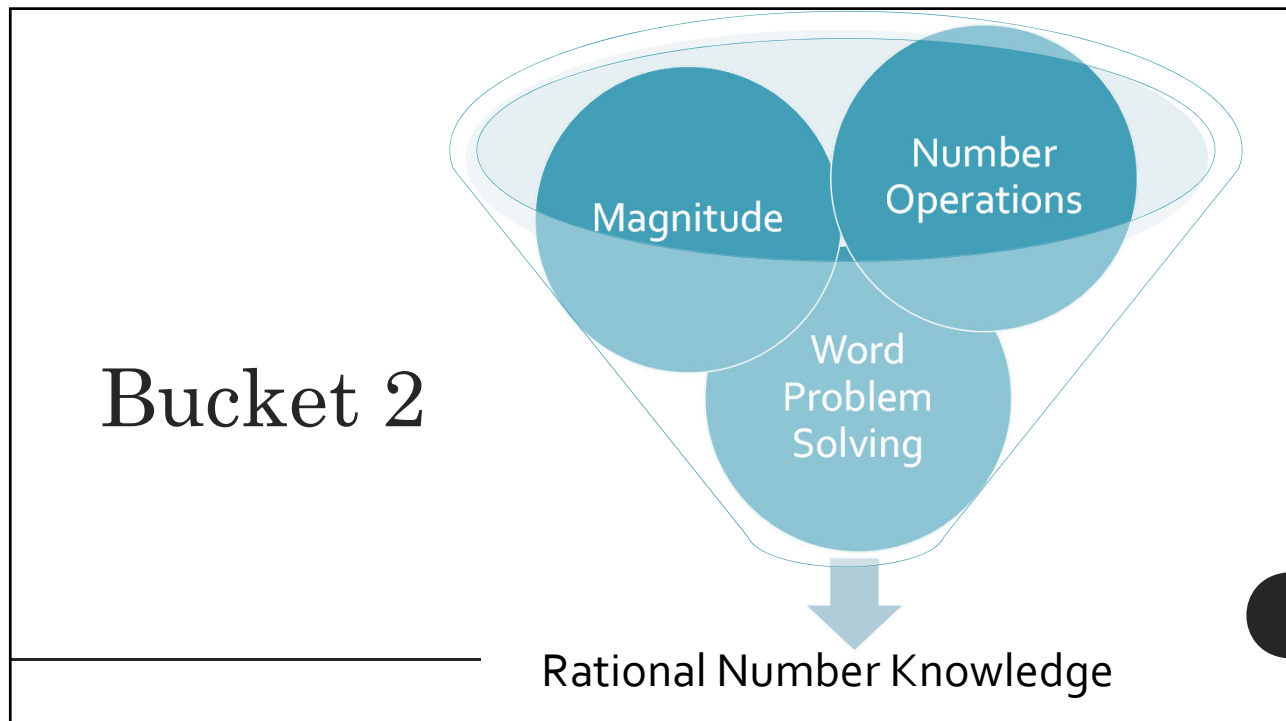 Bucket 2
Magnitude
Number
Operations
Word
Problem
Solving
Rational Number Knowledge